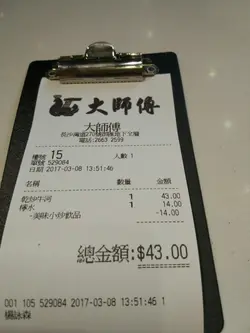 大師傅
大師傅
電話:2663 2599
檯號 15 人數 1
單號 529084
日期 2017-03-08 13:51:46
名稱 數量 金額
乾炒牛河 1 43.00
檸水 1 14.00
-美味小炒飲品 -14.00
總金額:$43.00
001 105 529084 2017-03-08 13:51:46 1
楊詠森